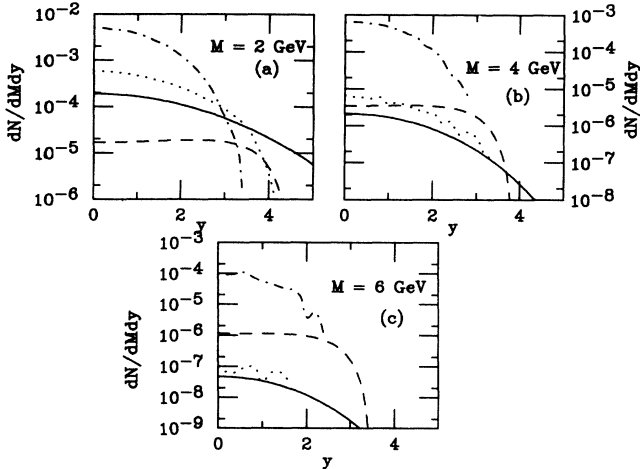 10⁻²
10⁻³
10⁻⁴
10⁻⁵
10⁻⁶
dN/dMdy
M = 2 GeV
(a)
0
2
4
y
M = 4 GeV
(b)
0
2
4
y
10⁻³
10⁻⁴
10⁻⁵
10⁻⁶
10⁻⁷
10⁻⁸
dN/dMdy
10⁻³
10⁻⁴
10⁻⁵
10⁻⁶
10⁻⁷
10⁻⁸
10⁻⁹
dN/dMdy
M = 6 GeV
(c)
0
2
4
y